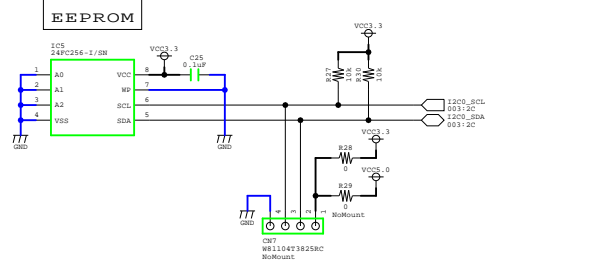 EEPROM
IC5
24FC256-I/SN
1 A0
2 A1
3 A2
4 VSS
VCC 8
WP 7
SCL 6
SDA 5
GND
VCC3.3
C25
0.1uF
GND
VCC3.3
R27
10k
R30
10k
I2C0_SCL
003:2C
I2C0_SDA
003:2C
VCC3.3
R28
0
VCC5.0
R29
0
NoMount
GND
4 3 2 1
CN7
W81104T3825RC
NoMount